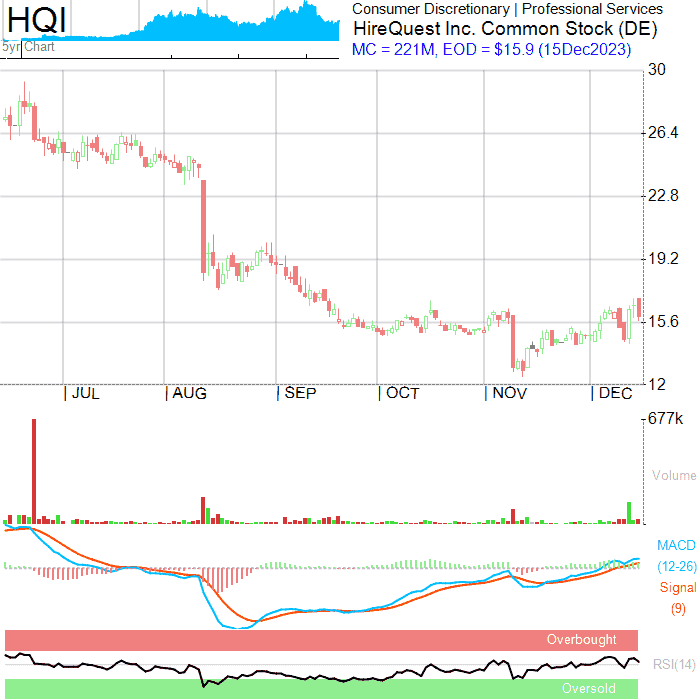 HQI
5yr Chart
Consumer Discretionary | Professional Services
HireQuest Inc. Common Stock (DE)
MC = 221M, EOD = $15.9 (15Dec2023)
30
26.4
22.8
19.2
15.6
12
| JUL | AUG | SEP | OCT | NOV | DEC
677k
Volume
MACD
(12-26)
Signal
(9)
Overbought
RSI(14)
Oversold